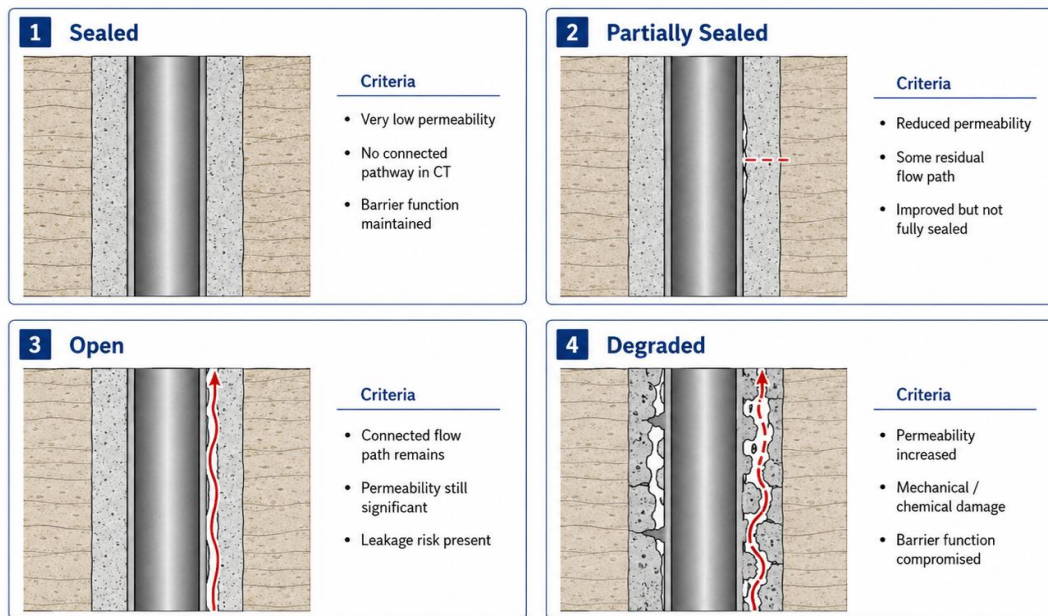 1 Sealed
Criteria
• Very low permeability
• No connected
pathway in CT
• Barrier function
maintained
2 Partially Sealed
Criteria
• Reduced permeability
• Some residual
flow path
• Improved but not
fully sealed
3 Open
Criteria
• Connected flow
path remains
• Permeability still
significant
• Leakage risk present
4 Degraded
Criteria
• Permeability
increased
• Mechanical /
chemical damage
• Barrier function
compromised